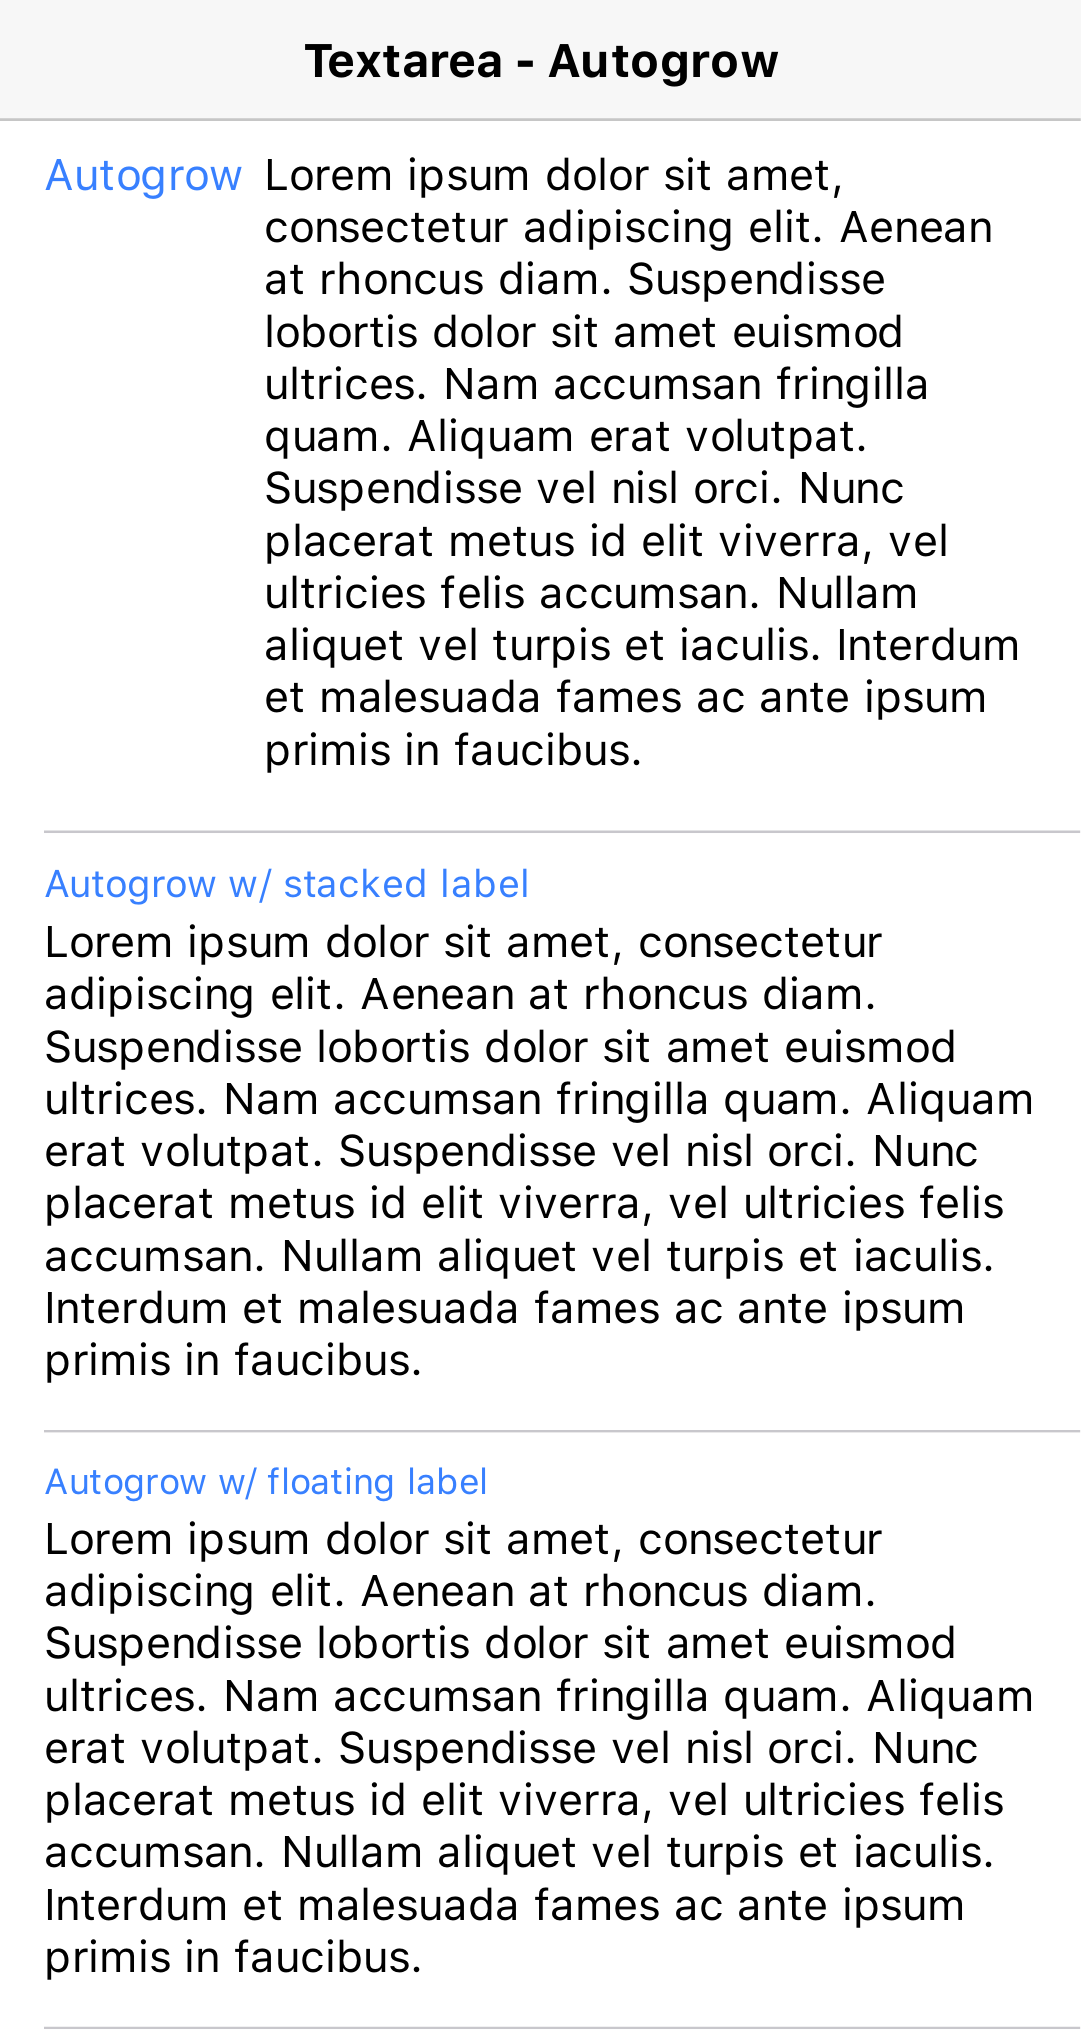 Textarea - Autogrow
Autogrow Lorem ipsum dolor sit amet,
consectetur adipiscing elit. Aenean
at rhoncus diam. Suspendisse
lobortis dolor sit amet euismod
ultrices. Nam accumsan fringilla
quam. Aliquam erat volutpat.
Suspendisse vel nisl orci. Nunc
placerat metus id elit viverra, vel
ultricies felis accumsan. Nullam
aliquet vel turpis et iaculis. Interdum
et malesuada fames ac ante ipsum
primis in faucibus.
Autogrow w/ stacked label
Lorem ipsum dolor sit amet, consectetur
adipiscing elit. Aenean at rhoncus diam.
Suspendisse lobortis dolor sit amet euismod
ultrices. Nam accumsan fringilla quam. Aliquam
erat volutpat. Suspendisse vel nisl orci. Nunc
placerat metus id elit viverra, vel ultricies felis
accumsan. Nullam aliquet vel turpis et iaculis.
Interdum et malesuada fames ac ante ipsum
primis in faucibus.
Autogrow w/ floating label
Lorem ipsum dolor sit amet, consectetur
adipiscing elit. Aenean at rhoncus diam.
Suspendisse lobortis dolor sit amet euismod
ultrices. Nam accumsan fringilla quam. Aliquam
erat volutpat. Suspendisse vel nisl orci. Nunc
placerat metus id elit viverra, vel ultricies felis
accumsan. Nullam aliquet vel turpis et iaculis.
Interdum et malesuada fames ac ante ipsum
primis in faucibus.